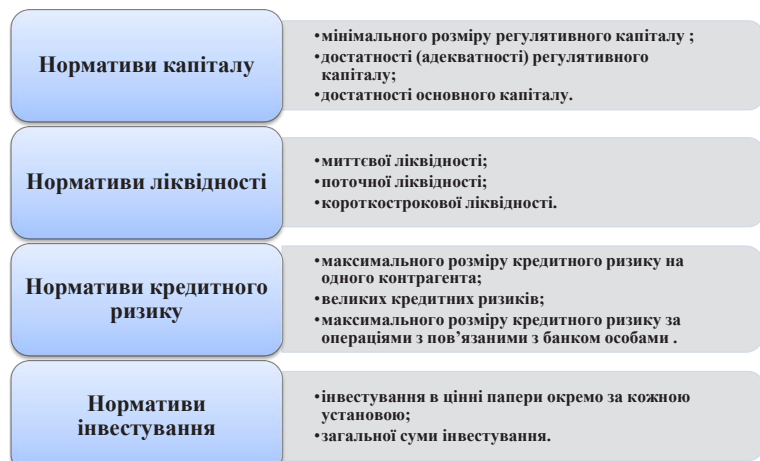 Нормативи капіталу
•мінімального розміру регулятивного капіталу ;
•достатності (адекватності) регулятивного
капіталу;
•достатності основного капіталу.
Нормативи ліквідності
•миттєвої ліквідності;
•поточної ліквідності;
•короткострокової ліквідності.
Нормативи кредитного
ризику
•максимального розміру кредитного ризику на
одного контрагента;
•великих кредитних ризиків;
•максимального розміру кредитного ризику за
операціями з пов’язаними з банком особами .
Нормативи
інвестування
•інвестування в цінні папери окремо за кожною
установою;
•загальної суми інвестування.